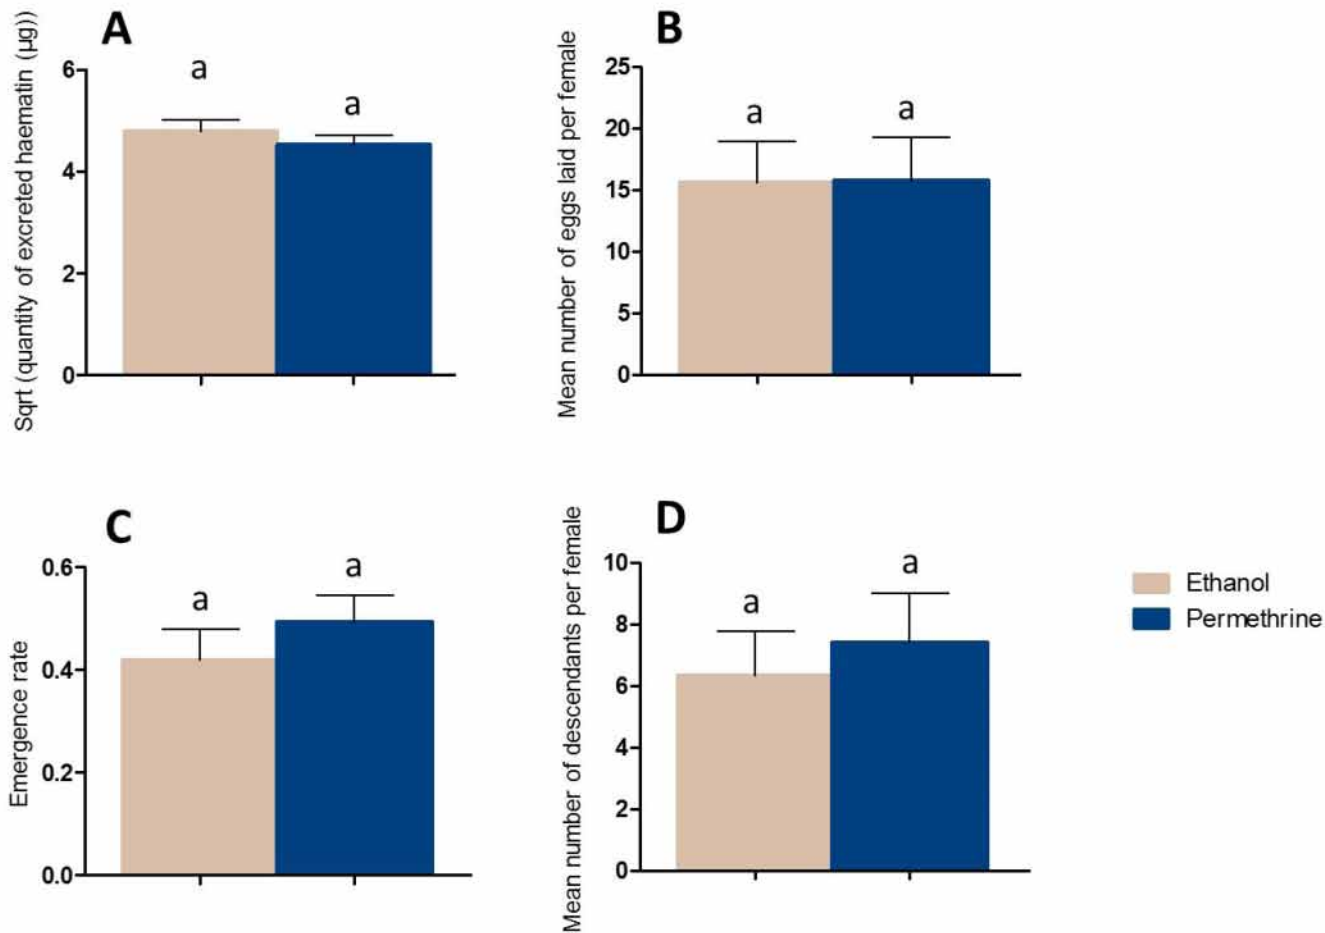 A
Sqrt (quantity of excreted haematin (µg))
6
4
2
0
a
a
B
Mean number of eggs laid per female
25
20
15
10
5
0
a
a
C
Emergence rate
0.6
0.4
0.2
0.0
a
a
D
Mean number of descendants per female
10
8
6
4
2
0
a
a
Ethanol
Permethrine